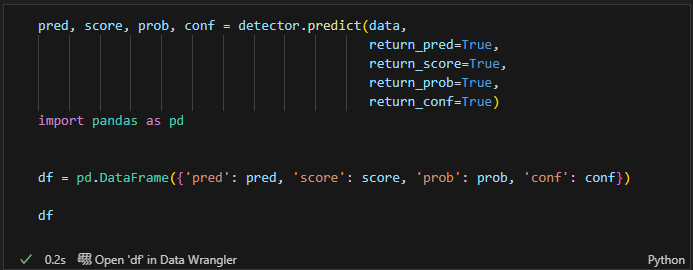 pred, score, prob, conf = detector.predict(data,
return_pred=True,
return_score=True,
return_prob=True,
return_conf=True)
import pandas as pd
df = pd.DataFrame({'pred': pred, 'score': score, 'prob': prob, 'conf': conf})
df
0.2s Open 'df' in Data Wrangler Python